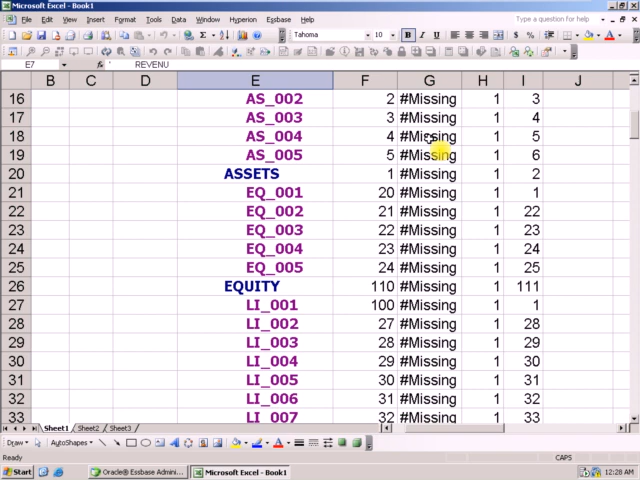 Microsoft Excel - Book1
File Edit View Insert Format Tools Data Window Hyperion Essbase Help Type a question for help
Tahoma 10 B I U $ %
E7 fx ' REVENU
B C D E F G H I J
16 AS_002 2 #Missing 1 3
17 AS_003 3 #Missing 1 4
18 AS_004 4 #Missing 1 5
19 AS_005 5 #Missing 1 6
20 ASSETS 1 #Missing 1 2
21 EQ_001 20 #Missing 1 1
22 EQ_002 21 #Missing 1 22
23 EQ_003 22 #Missing 1 23
24 EQ_004 23 #Missing 1 24
25 EQ_005 24 #Missing 1 25
26 EQUITY 110 #Missing 1 111
27 LI_001 100 #Missing 1 1
28 LI_002 27 #Missing 1 28
29 LI_003 28 #Missing 1 29
30 LI_004 29 #Missing 1 30
31 LI_005 30 #Missing 1 31
32 LI_006 31 #Missing 1 32
33 LI_007 32 #Missing 1 33
Sheet1 Sheet2 Sheet3
Draw AutoShapes
Ready CAPS
Start Oracle® Essbase Admini... Microsoft Excel - Book1 12:28 AM